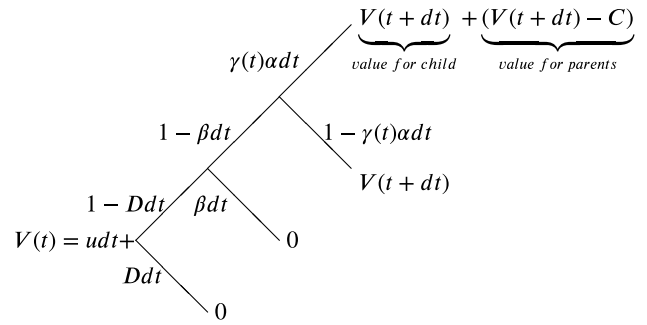 V(t + dt) + (V(t + dt) − C)
value for child value for parents
γ(t)αdt
1 − βdt 1 − γ(t)αdt
V(t + dt)
1 − Ddt βdt
V(t) = udt+ 0
Ddt
0